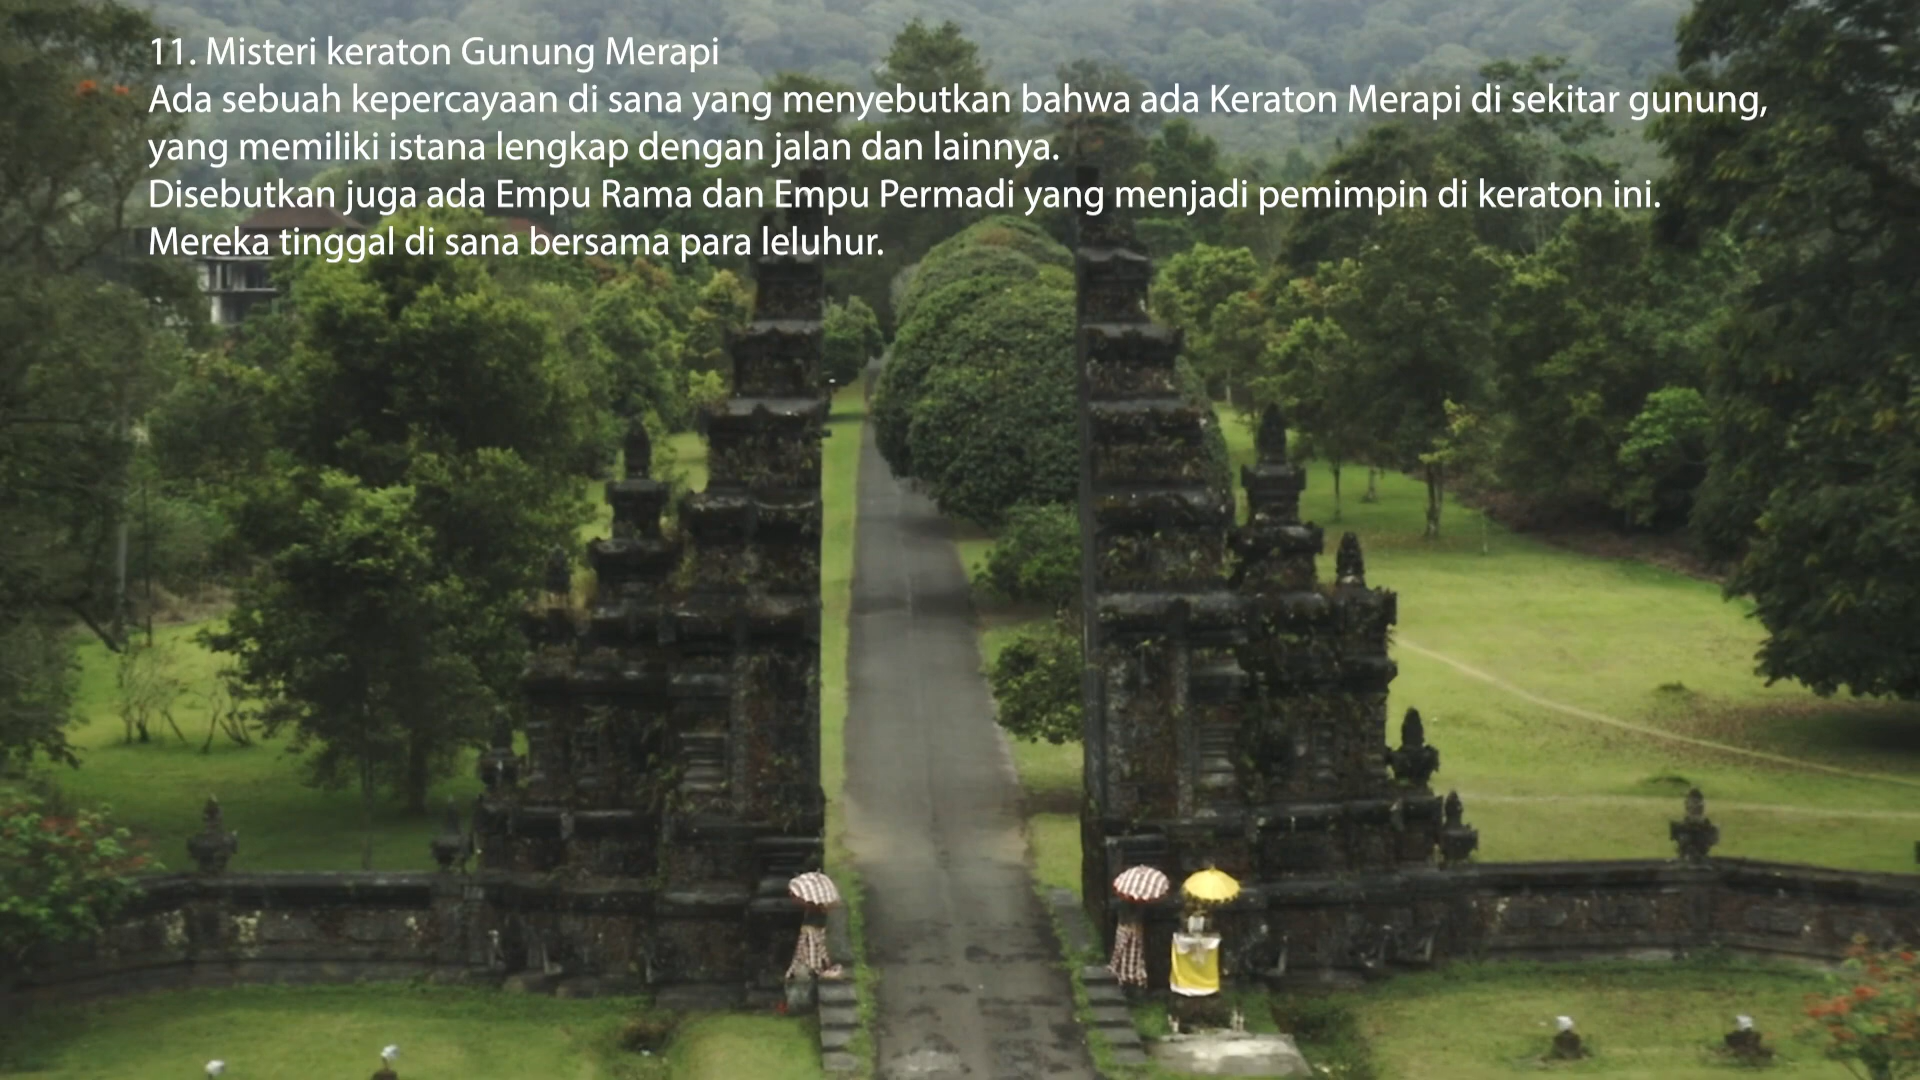 11. Misteri keraton Gunung Merapi
Ada sebuah kepercayaan di sana yang menyebutkan bahwa ada Keraton Merapi di sekitar gunung,
yang memiliki istana lengkap dengan jalan dan lainnya.
Disebutkan juga ada Empu Rama dan Empu Permadi yang menjadi pemimpin di keraton ini.
Mereka tinggal di sana bersama para leluhur.